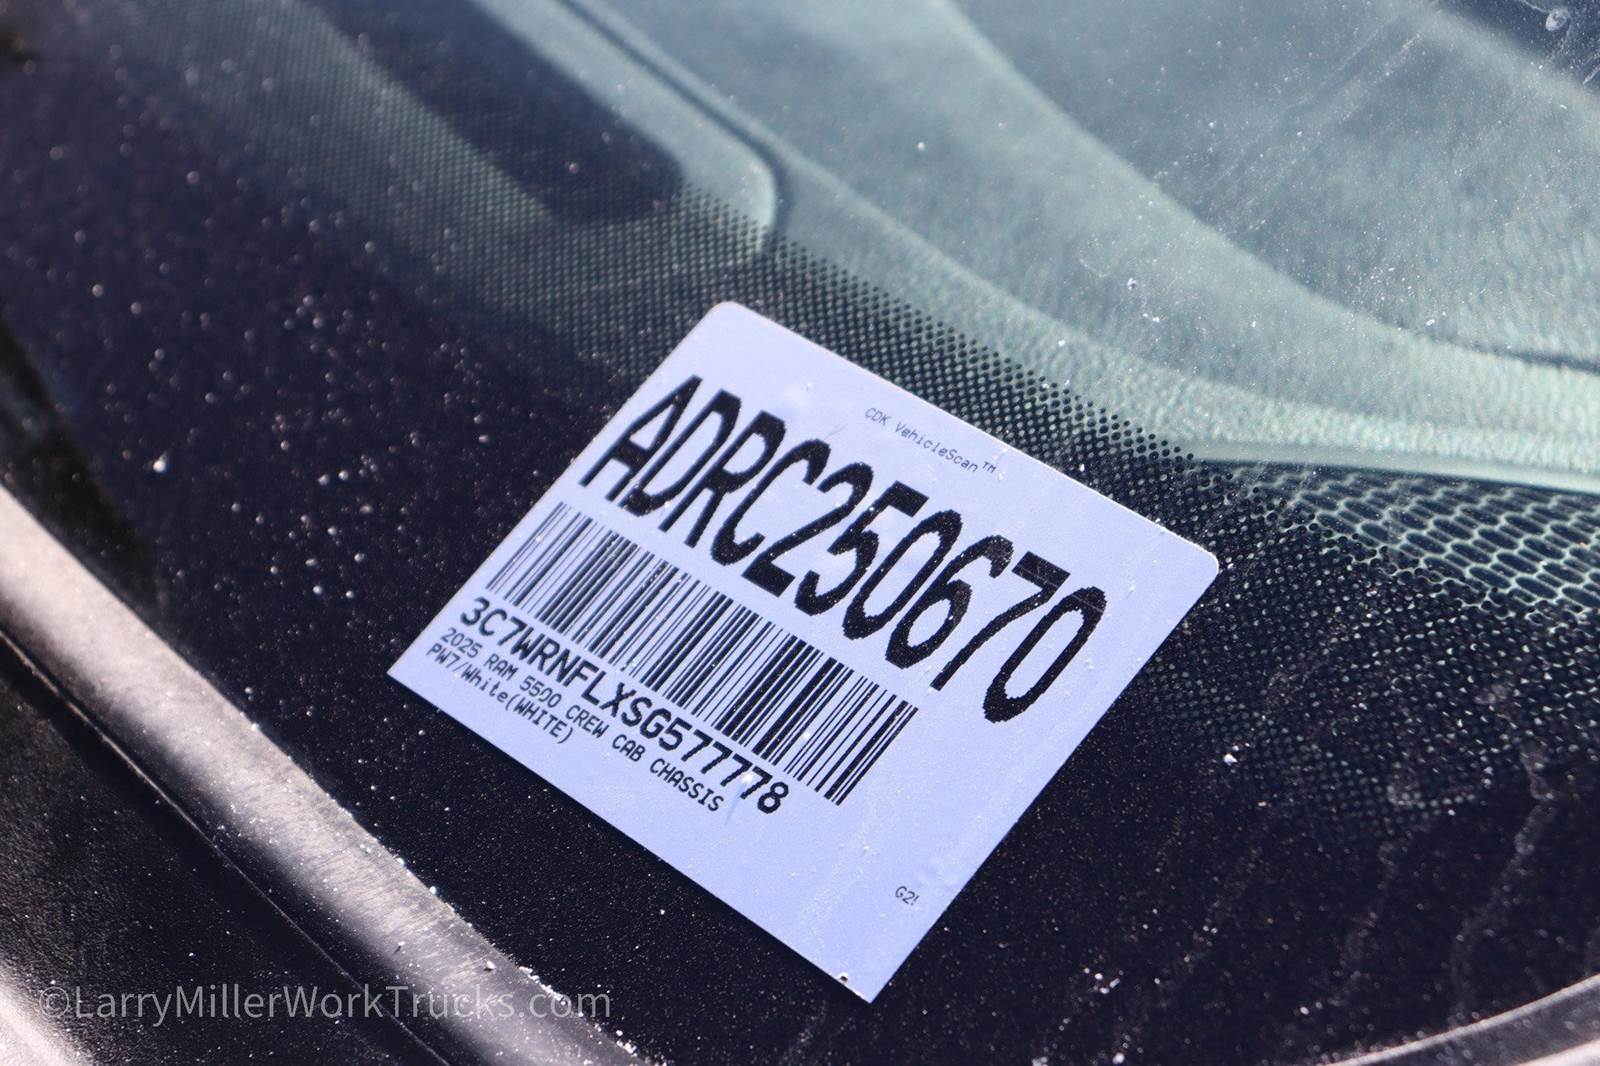 CDK VehicleScan™
ADRC250670
3C7WRNFLXSG577778
2025 RAM 5500 CREW CAB CHASSIS
PW7/White(WHITE)
G2!
©LarryMillerWorkTrucks.com